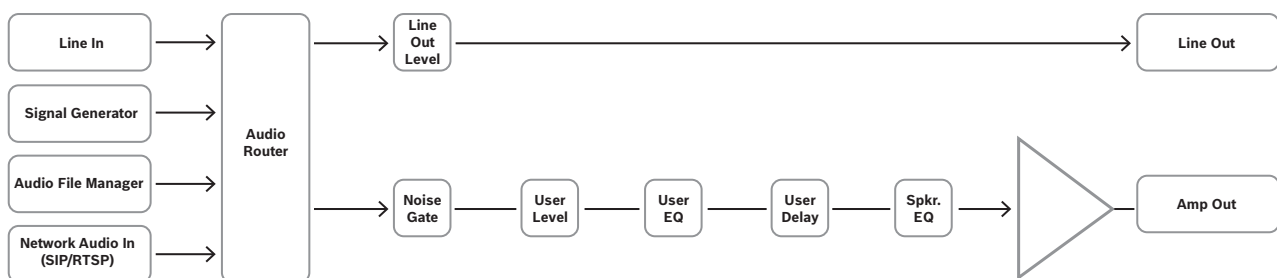 Line In
Signal Generator
Audio File Manager
Network Audio In
(SIP/RTSP)
Audio
Router
Line
Out
Level
Line Out
Noise
Gate
User
Level
User
EQ
User
Delay
Spkr.
EQ
Amp Out